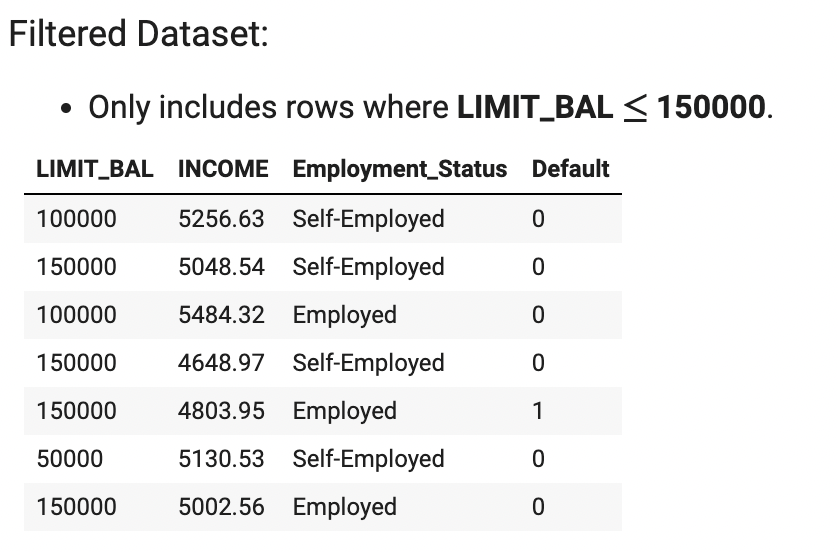 Filtered Dataset:
• Only includes rows where LIMIT_BAL ≤ 150000.
LIMIT_BAL INCOME Employment_Status Default
100000 5256.63 Self-Employed 0
150000 5048.54 Self-Employed 0
100000 5484.32 Employed 0
150000 4648.97 Self-Employed 0
150000 4803.95 Employed 1
50000 5130.53 Self-Employed 0
150000 5002.56 Employed 0